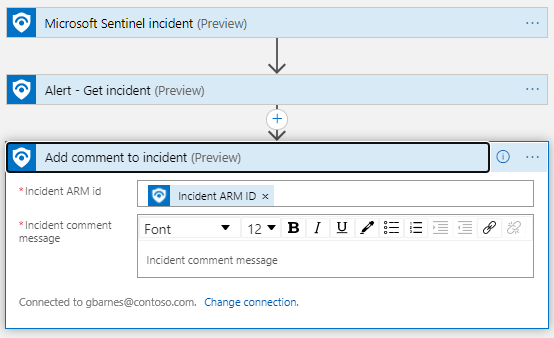 Microsoft Sentinel incident (Preview)
Alert - Get incident (Preview)
Add comment to incident (Preview)
*Incident ARM id
Incident ARM ID ×
*Incident comment
message
Font 12 B I U
Incident comment message
Connected to gbarnes@contoso.com. Change connection.